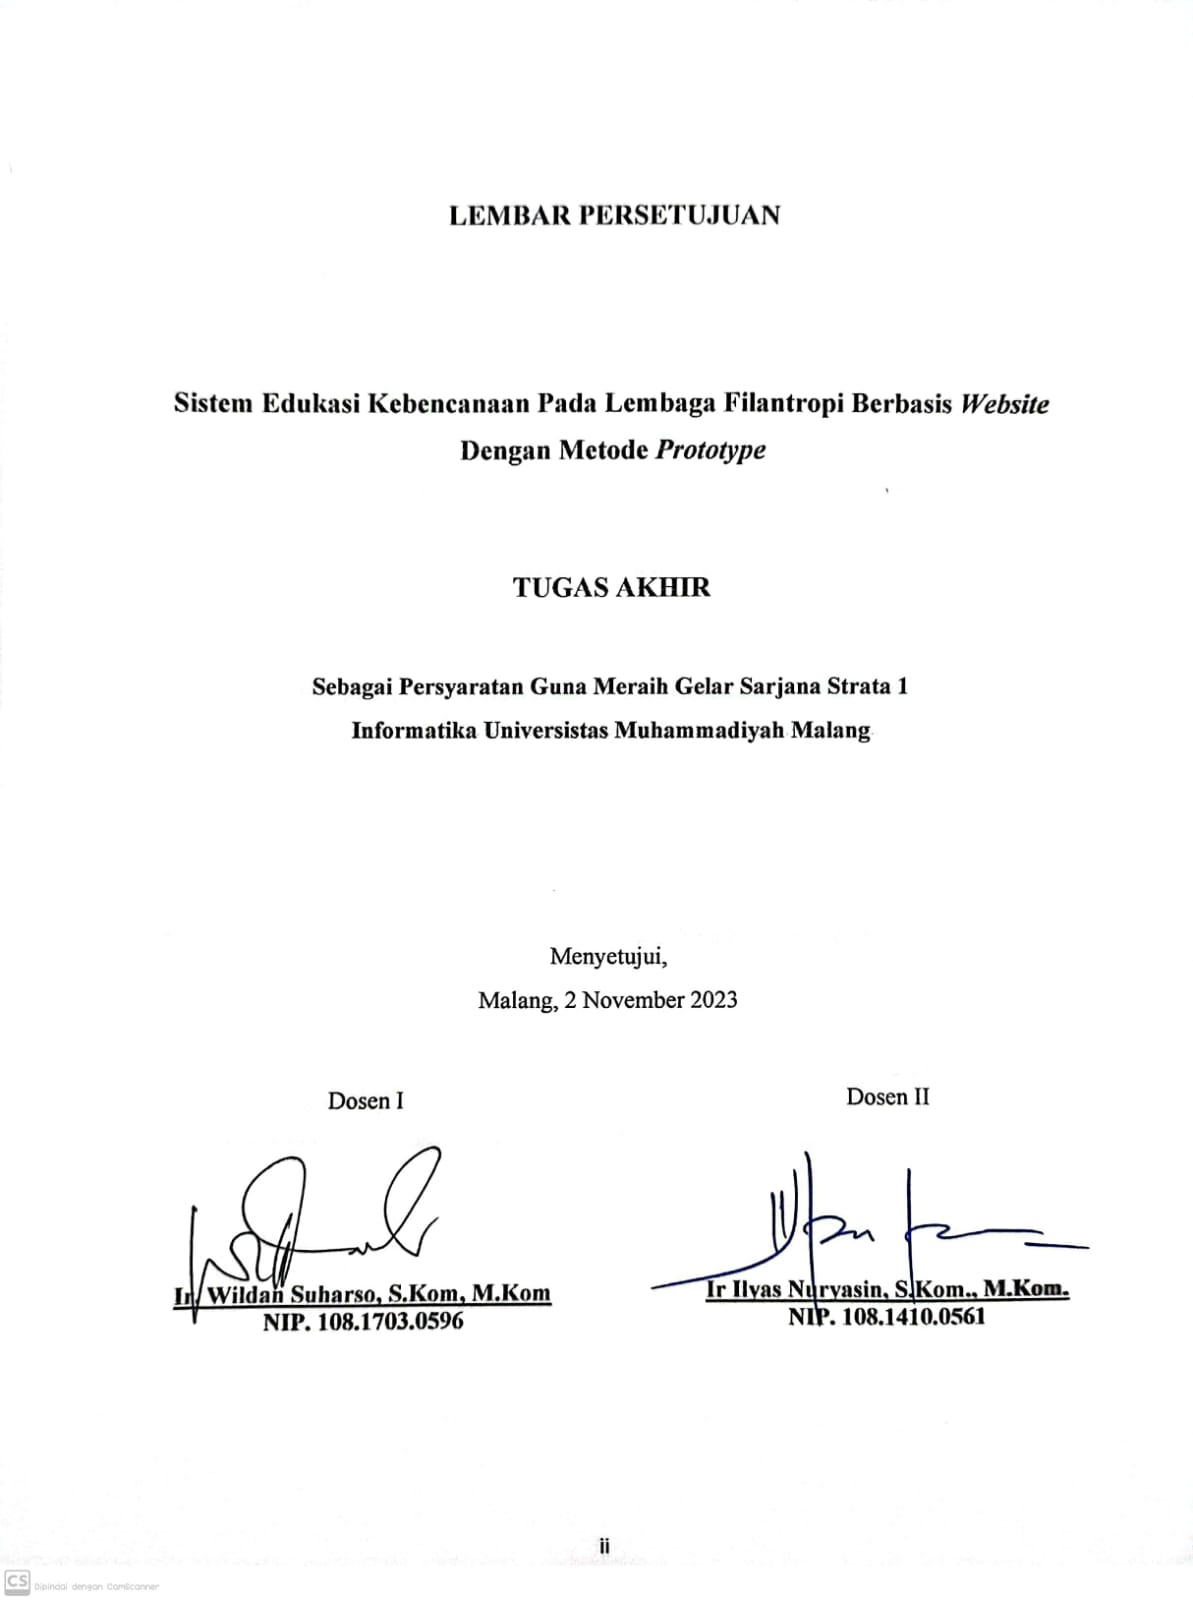 LEMBAR PERSETUJUAN
Sistem Edukasi Kebencanaan Pada Lembaga Filantropi Berbasis Website
Dengan Metode Prototype
TUGAS AKHIR
Sebagai Persyaratan Guna Meraih Gelar Sarjana Strata 1
Informatika Universistas Muhammadiyah Malang
Menyetujui,
Malang, 2 November 2023
Dosen I
Dosen II
Ir Wildan Suharso, S.Kom, M.Kom
NIP. 108.1703.0596
Ir Ilyas Nuryasin, S.Kom., M.Kom.
NIP. 108.1410.0561
ii
CS Dipindai dengan CamScanner